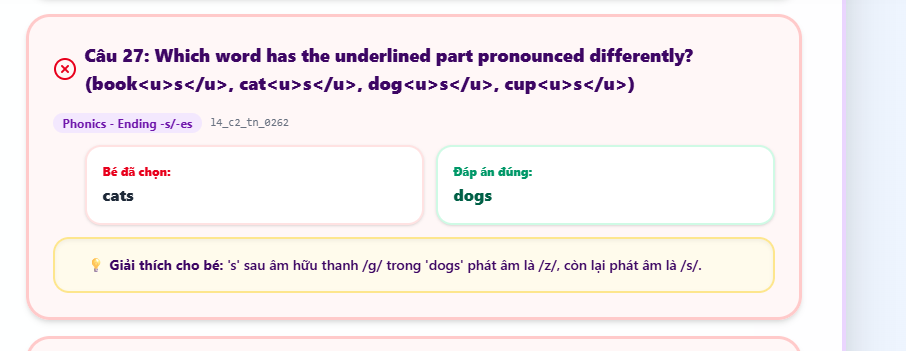 Câu 27: Which word has the underlined part pronounced differently?
(book<u>s</u>, cat<u>s</u>, dog<u>s</u>, cup<u>s</u>)
Phonics - Ending -s/-es l4_c2_tn_0262
Bé đã chọn:
cats
Đáp án đúng:
dogs
💡 Giải thích cho bé: 's' sau âm hữu thanh /g/ trong 'dogs' phát âm là /z/, còn lại phát âm là /s/.